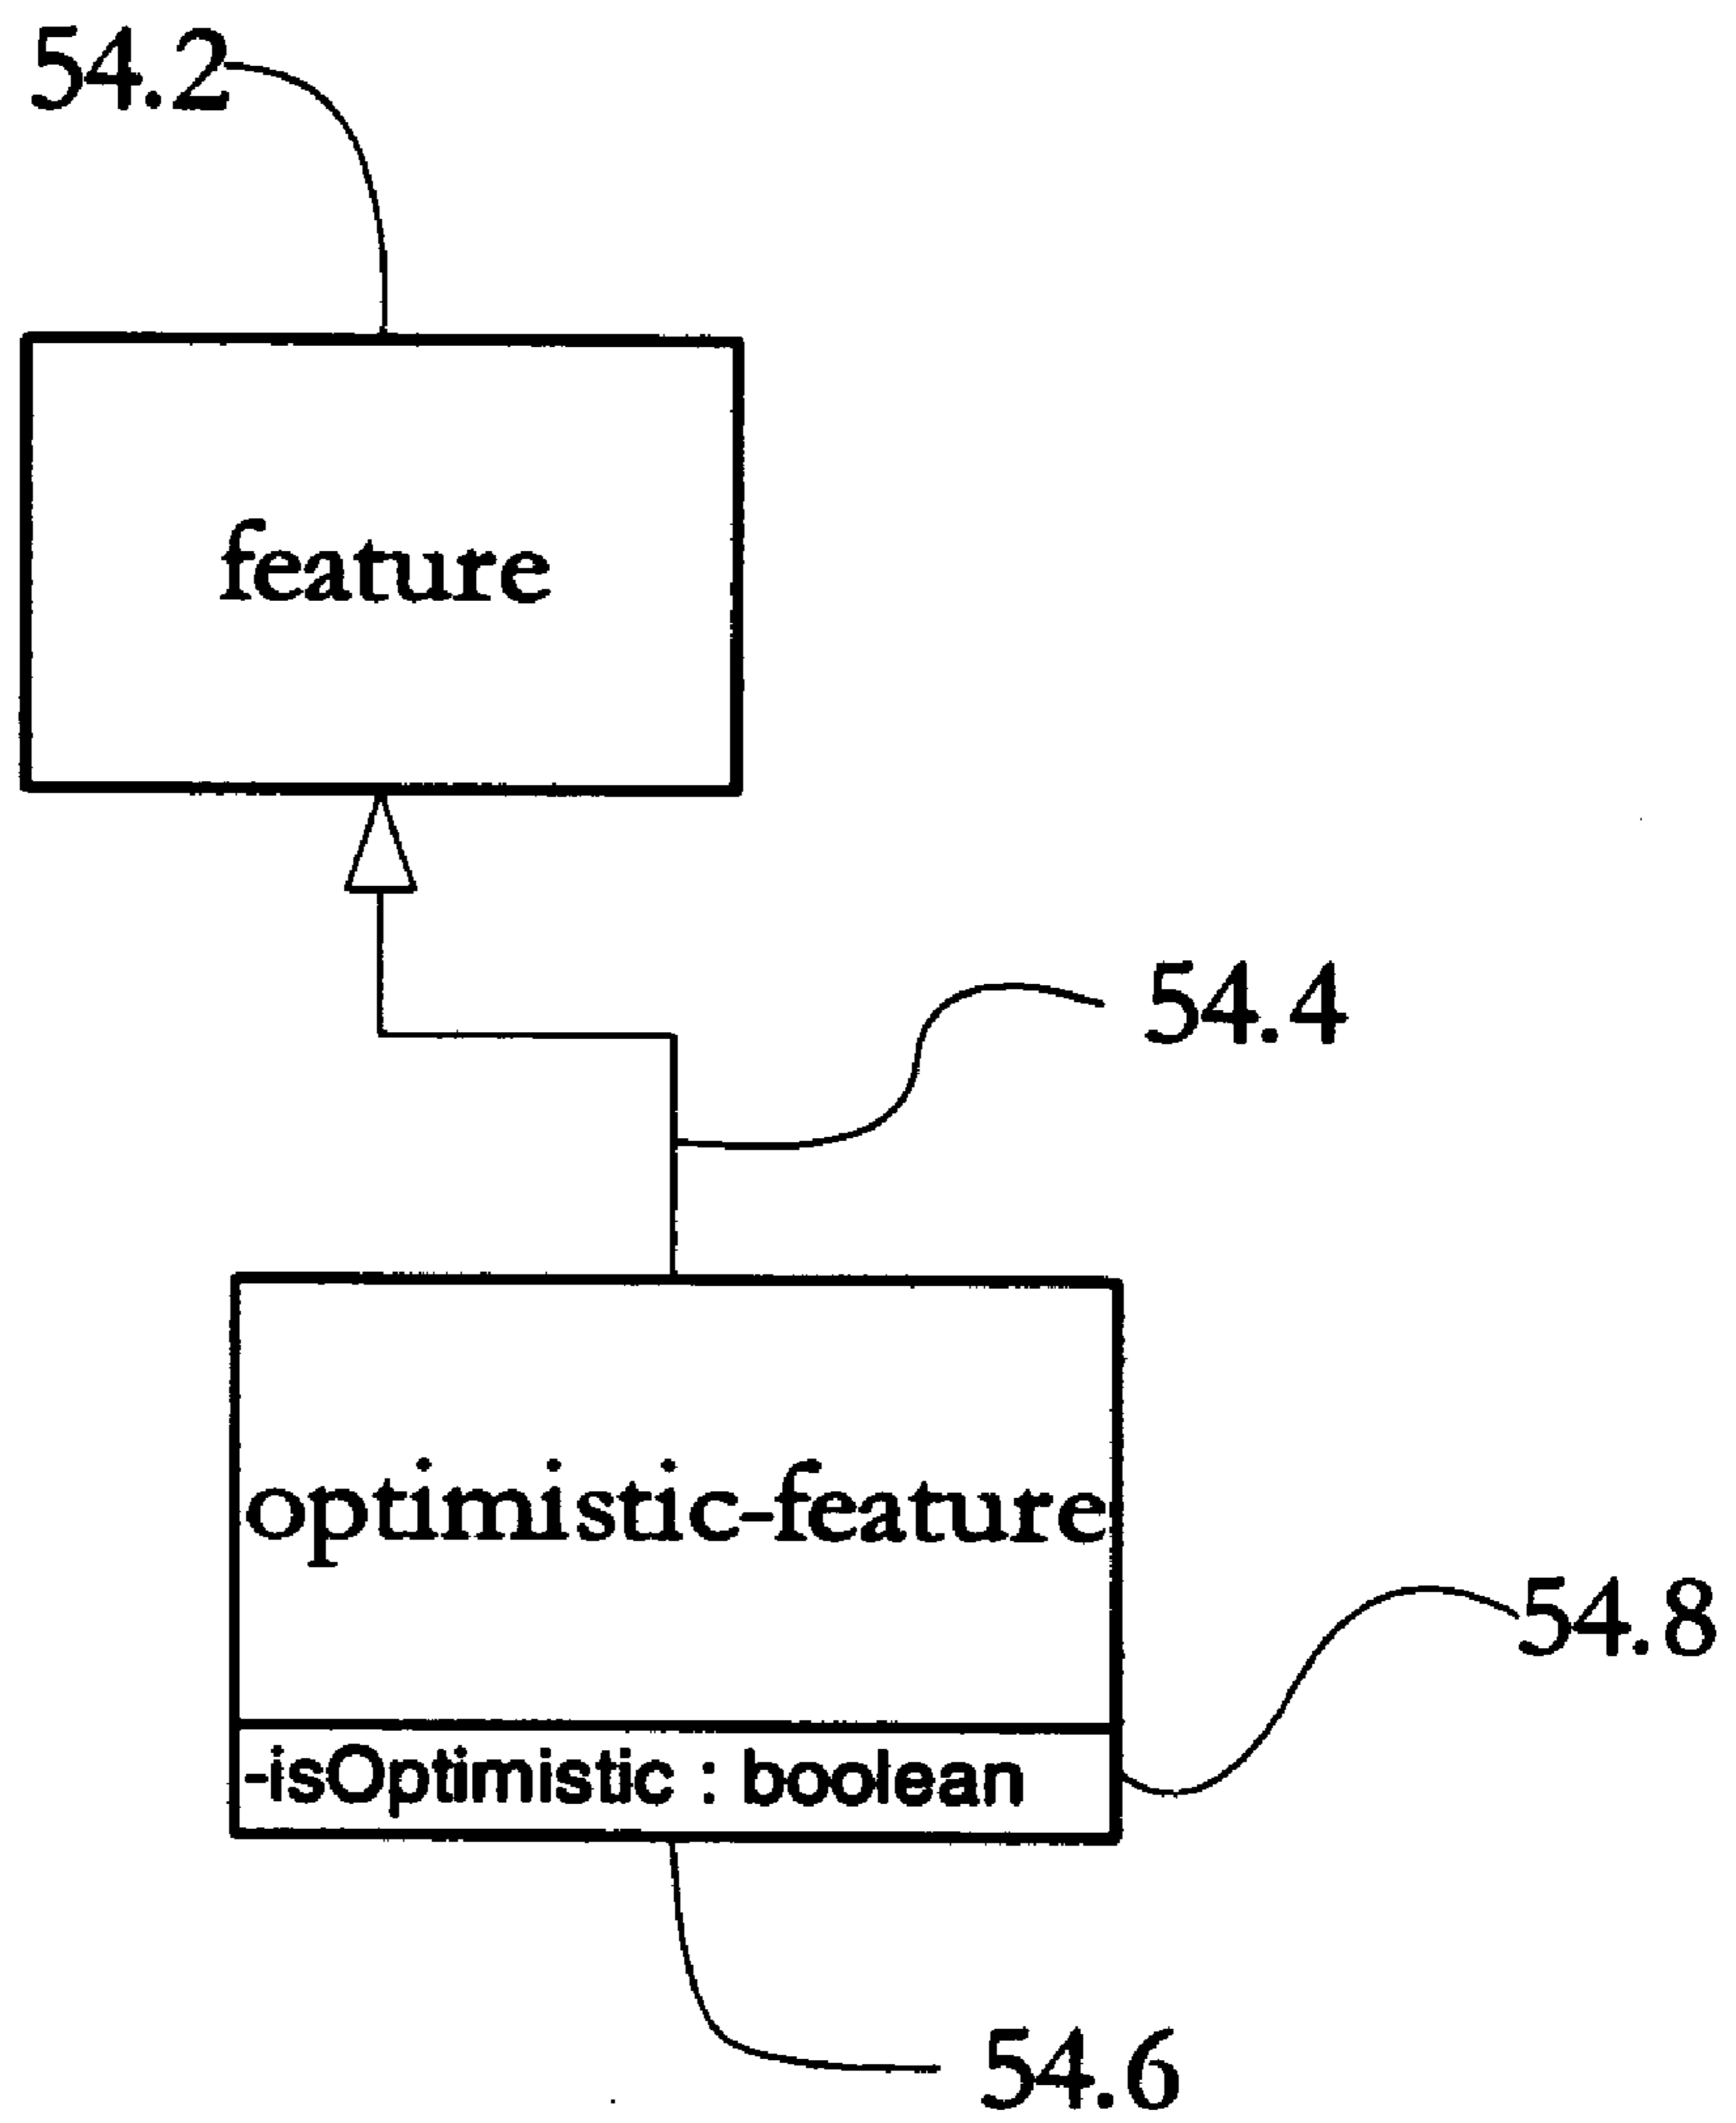 54.2
feature
54.4
optimistic-feature
54.8
-isOptimistic : boolean
54.6